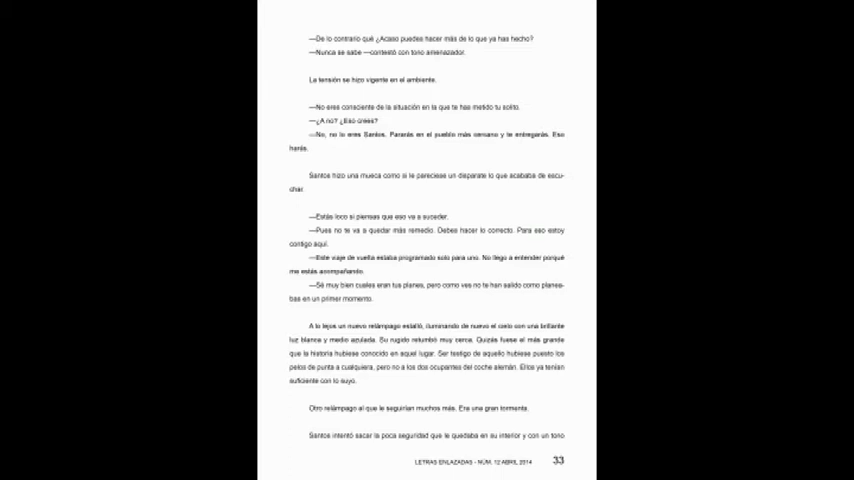 —De lo contrario qué ¿Acaso puedes hacer más de lo que ya has hecho?
—Nunca se sabe —contestó con tono amenazador.
La tensión se hizo vigente en el ambiente.
—No eres consciente de la situación en la que te has metido tu solito.
—¿A no? ¿Eso crees?
—No, no lo eres Santos. Pararás en el pueblo más cercano y te entregarás. Eso
harás.
Santos hizo una mueca como si le pareciese un disparate lo que acababa de escu-
char.
—Estás loco si piensas que eso va a suceder.
—Pues no te va a quedar más remedio. Debes hacer lo correcto. Para eso estoy
contigo aquí.
—Este viaje de vuelta estaba programado solo para uno. No llego a entender porqué
me estás acompañando.
—Sé muy bien cuales eran tus planes, pero como ves no te han salido como planea-
bas en un primer momento.
A lo lejos un nuevo relámpago estalló, iluminando de nuevo el cielo con una brillante
luz blanca y medio azulada. Su rugido retumbó muy cerca. Quizás fuese el más grande
que la historia hubiese conocido en aquel lugar. Ser testigo de aquello hubiese puesto los
pelos de punta a cualquiera, pero no a los dos ocupantes del coche alemán. Ellos ya tenían
suficiente con lo suyo.
Otro relámpago al que le seguirían muchos más. Era una gran tormenta.
Santos intentó sacar la poca seguridad que le quedaba en su interior y con un tono
LETRAS ENLAZADAS - NÚM. 12 ABRIL 2014 33